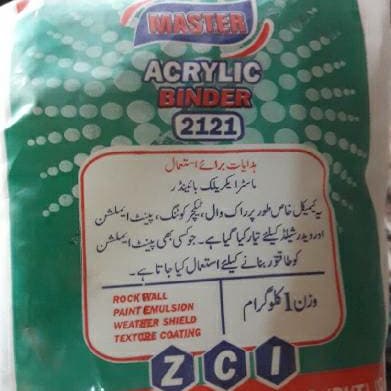 MASTER
ACRYLIC
BINDER
2121
ہدایات برائے استعمال
ماسٹر ایکریلک بائینڈر
یہ کیمیکل خاص طور پر راک وال، ٹیکچر کوٹنگ، پینٹ ایملشن
اور ویدر شیلڈ کیلئے تیار کیا گیا ہے۔ جو کسی بھی پینٹ ایملشن
کو طاقتور بنانے کیلئے استعمال کیا جاتا ہے۔
ROCK WALL
PAINT EMULSION
WEATHER SHIELD
TEXTURE COATING
وزن 1 کلوگرام
ZCI